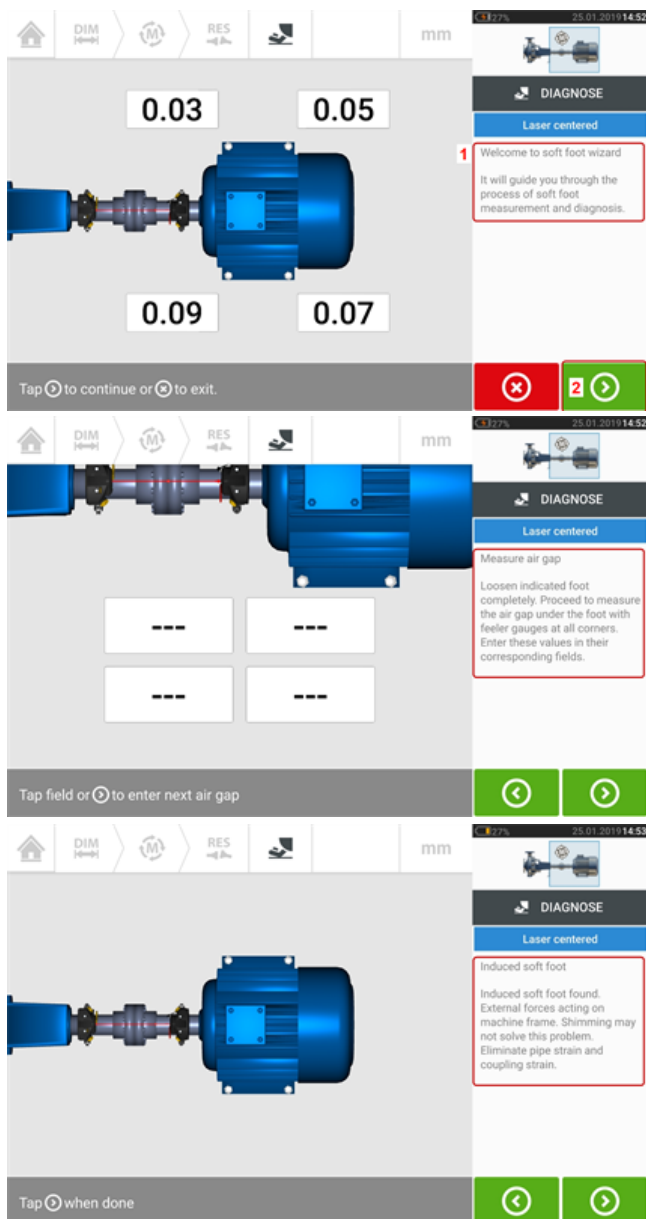 DIM
M
RES
mm
27%
25.01.2019 14:52
0.03
0.05
0.09
0.07
Tap to continue or to exit.
DIAGNOSE
Laser centered
1
Welcome to soft foot wizard
It will guide you through the
process of soft foot
measurement and diagnosis.
2
DIM
M
RES
mm
27%
25.01.2019 14:52
---
---
---
---
Tap field or to enter next air gap
DIAGNOSE
Laser centered
Measure air gap
Loosen indicated foot
completely. Proceed to measure
the air gap under the foot with
feeler gauges at all corners.
Enter these values in their
corresponding fields.
DIM
M
RES
mm
27%
25.01.2019 14:53
Tap when done
DIAGNOSE
Laser centered
Induced soft foot
Induced soft foot found.
External forces acting on
machine frame. Shimming may
not solve this problem.
Eliminate pipe strain and
coupling strain.